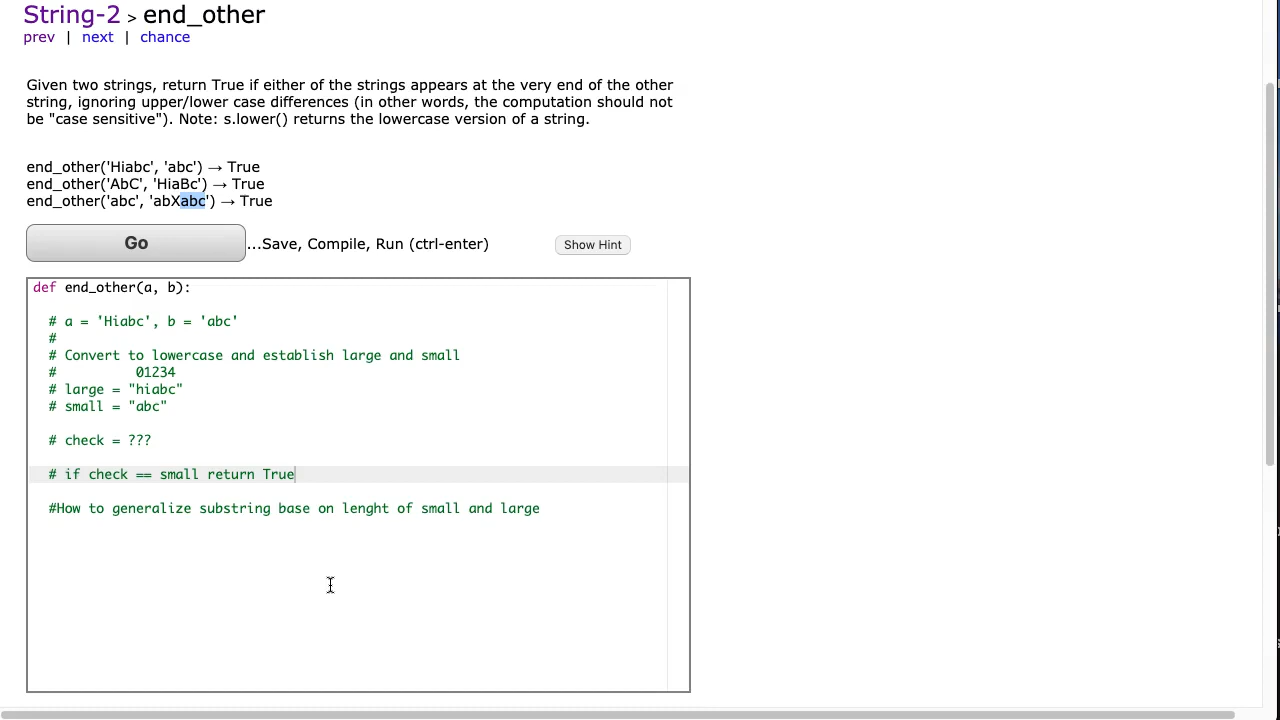 String-2 > end_other
prev | next | chance
Given two strings, return True if either of the strings appears at the very end of the other
string, ignoring upper/lower case differences (in other words, the computation should not
be "case sensitive"). Note: s.lower() returns the lowercase version of a string.
end_other('Hiabc', 'abc') → True
end_other('AbC', 'HiaBc') → True
end_other('abc', 'abXabc') → True
Go ...Save, Compile, Run (ctrl-enter) Show Hint
def end_other(a, b):
# a = 'Hiabc', b = 'abc'
#
# Convert to lowercase and establish large and small
# 01234
# large = "hiabc"
# small = "abc"
# check = ???
# if check == small return True
#How to generalize substring base on lenght of small and large